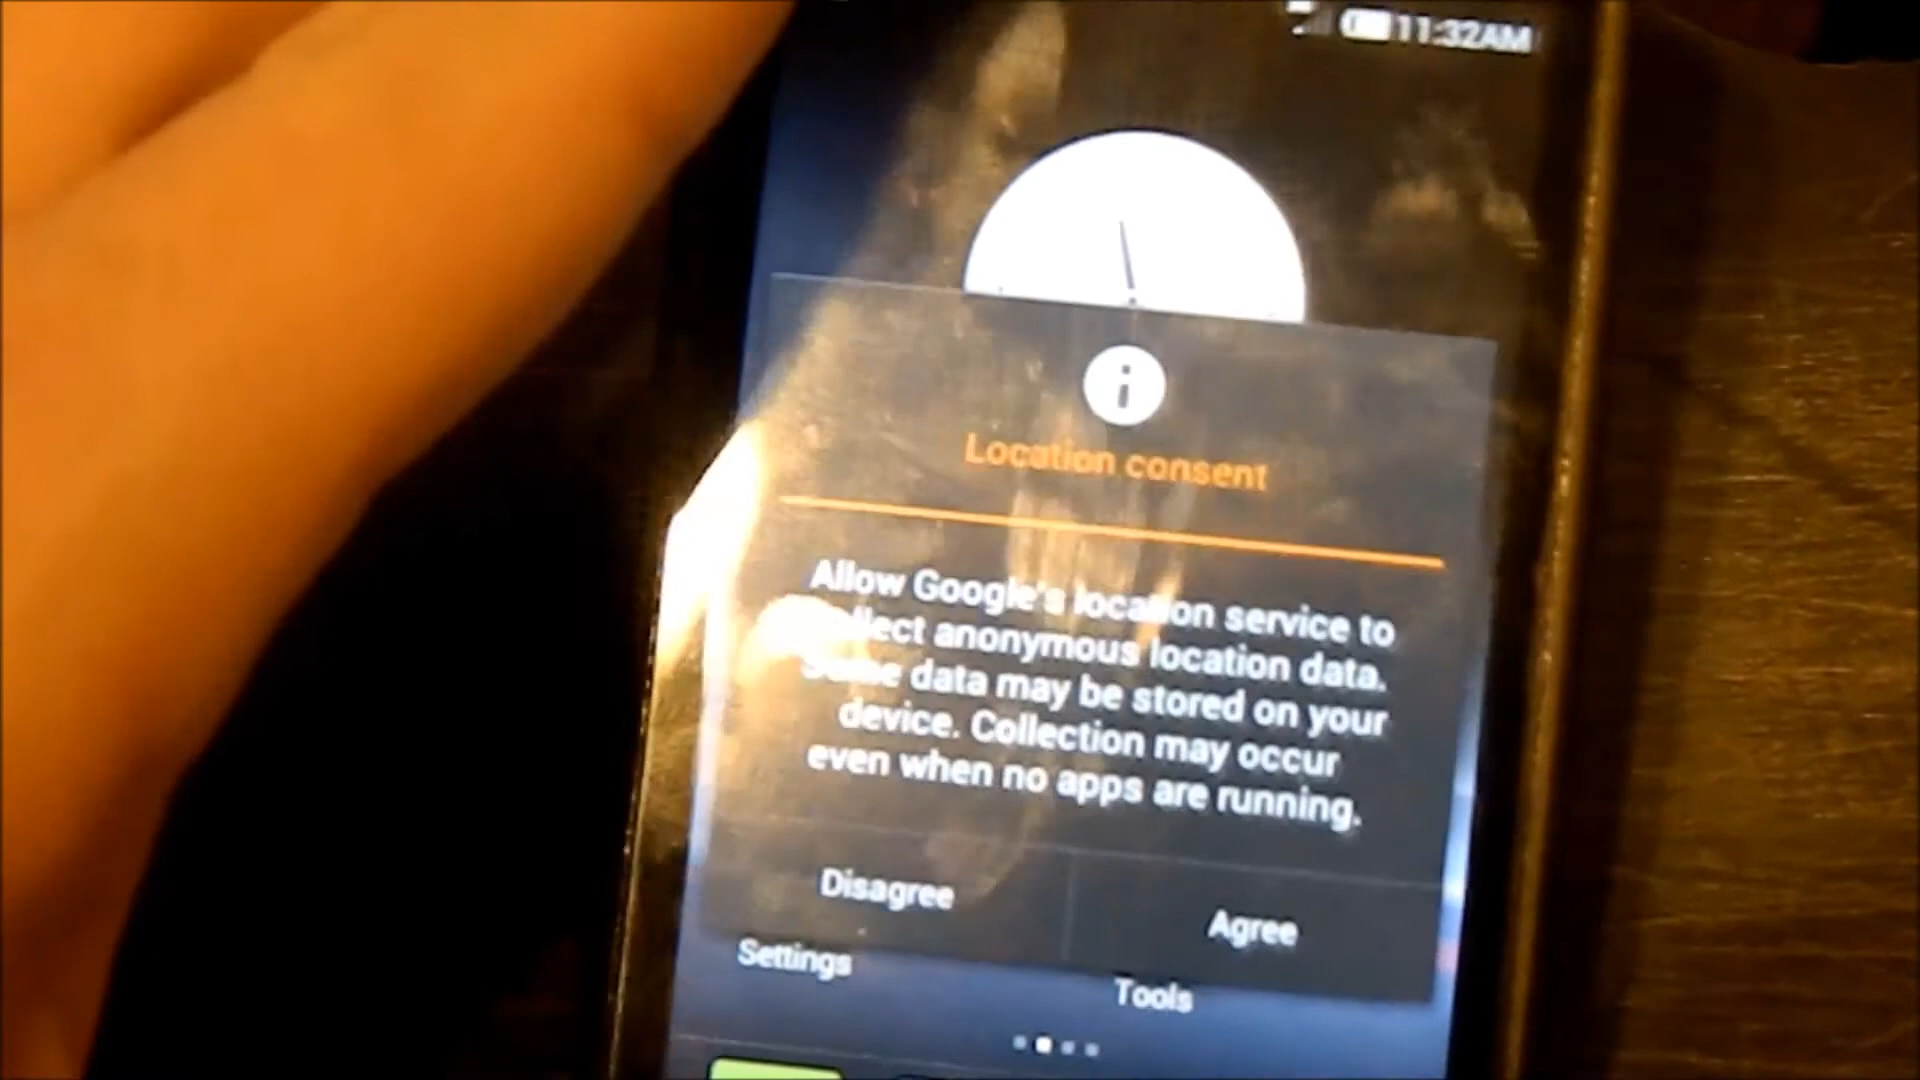 11:32AM
Location consent
Allow Google's location service to
collect anonymous location data.
Some data may be stored on your
device. Collection may occur
even when no apps are running.
Disagree
Agree
Settings
Tools